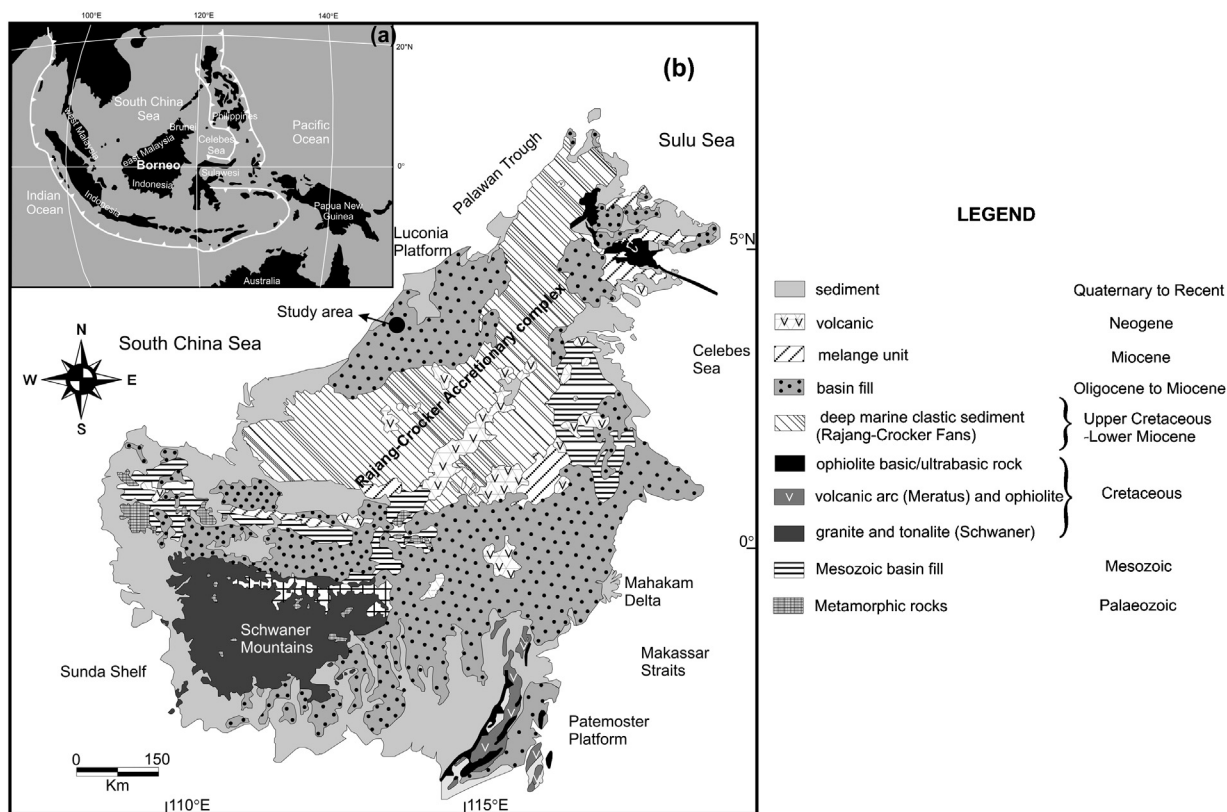 100°E
120°E
140°E
(a)
20°N
South China
Sea
Philippines
Pacific
Ocean
west Malaysia
Brunei
east Malaysia
Celebes
Sea
Borneo
0°
Indonesia
Sulawesi
Indian
Ocean
Indonesia
Papua New
Guinea
Australia
(b)
Sulu Sea
Palawan Trough
Luconia
Platform
5°N
Study area
South China Sea
N
W
E
S
Rajang-Crocker Accretionary complex
Celebes
Sea
0°
Mahakam
Delta
Schwaner
Mountains
Makassar
Straits
Sunda Shelf
Patemoster
Platform
0
150
Km
110°E
115°E
LEGEND
sediment Quaternary to Recent
volcanic Neogene
melange unit Miocene
basin fill Oligocene to Miocene
deep marine clastic sediment
(Rajang-Crocker Fans)
Upper Cretaceous
-Lower Miocene
ophiolite basic/ultrabasic rock
volcanic arc (Meratus) and ophiolite
Cretaceous
granite and tonalite (Schwaner)
Mesozoic basin fill Mesozoic
Metamorphic rocks Palaeozoic